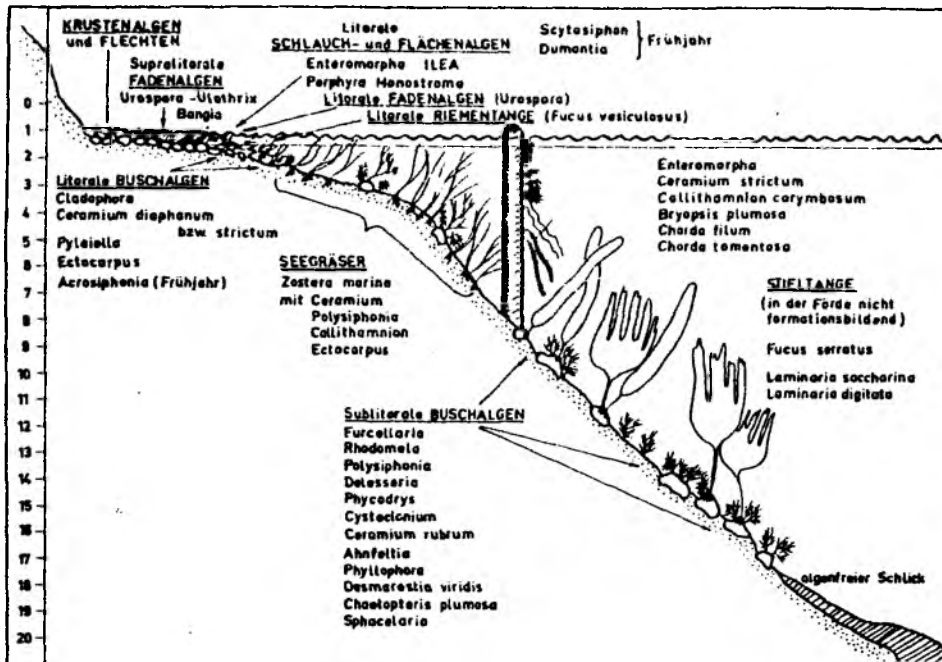 KRUSTENALGEN
und FLECHTEN
Supralitorale
FADENALGEN
Urospora - Ulothrix
Bangia
Litorale
SCHLAUCH- und FLÄCHENALGEN
Enteromorpha ILEA
Porphyra Monostroma
Litorale FADENALGEN (Urospora)
Litorale RIEMENTANGE (Fucus vesiculosus)
Scytosiphon
Dumontia
Frühjahr
Litorale BUSCHALGEN
Cladophora
Ceramium diaphanum
bzw. strictum
Pylaiella
Ectocarpus
Acrosiphonia (Frühjahr)
SEEGRÄSER
Zostera marina
mit Ceramium
Polysiphonia
Callithamnion
Ectocarpus
Enteromorpha
Ceramium strictum
Callithamnion corymbosum
Bryopsis plumosa
Chorda filum
Chorda tomentosa
STIELTANGE
(in der Förde nicht
formationsbildend)
Fucus serratus
Laminaria saccharina
Laminaria digitata
Sublitorale BUSCHALGEN
Furcellaria
Rhodomela
Polysiphonia
Delesseria
Phycodrys
Cystoclonium
Ceramium rubrum
Ahnfeltia
Phyllophora
Desmarestia viridis
Chaetopteris plumosa
Sphacelaria
algenfreier Schlick
0
1
2
3
4
5
6
7
8
9
10
11
12
13
14
15
16
17
18
19
20